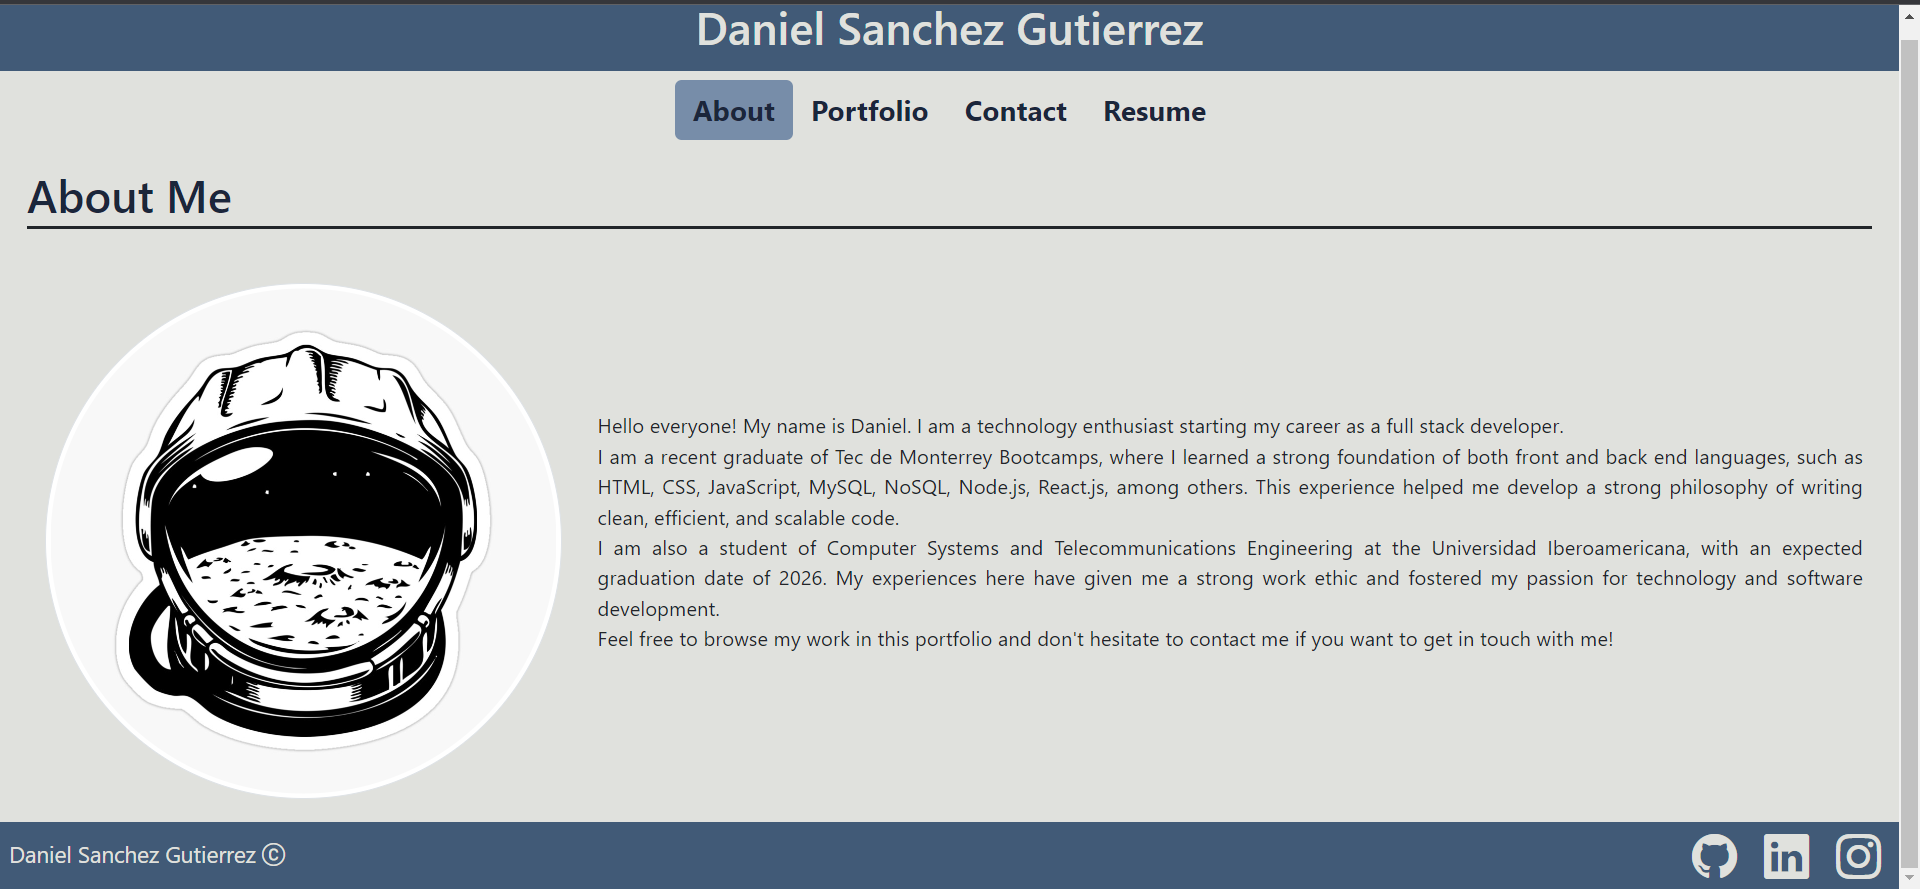 Daniel Sanchez Gutierrez
About Portfolio Contact Resume
About Me
Hello everyone! My name is Daniel. I am a technology enthusiast starting my career as a full stack developer.
I am a recent graduate of Tec de Monterrey Bootcamps, where I learned a strong foundation of both front and back end languages, such as
HTML, CSS, JavaScript, MySQL, NoSQL, Node.js, React.js, among others. This experience helped me develop a strong philosophy of writing
clean, efficient, and scalable code.
I am also a student of Computer Systems and Telecommunications Engineering at the Universidad Iberoamericana, with an expected
graduation date of 2026. My experiences here have given me a strong work ethic and fostered my passion for technology and software
development.
Feel free to browse my work in this portfolio and don't hesitate to contact me if you want to get in touch with me!
Daniel Sanchez Gutierrez ©
in